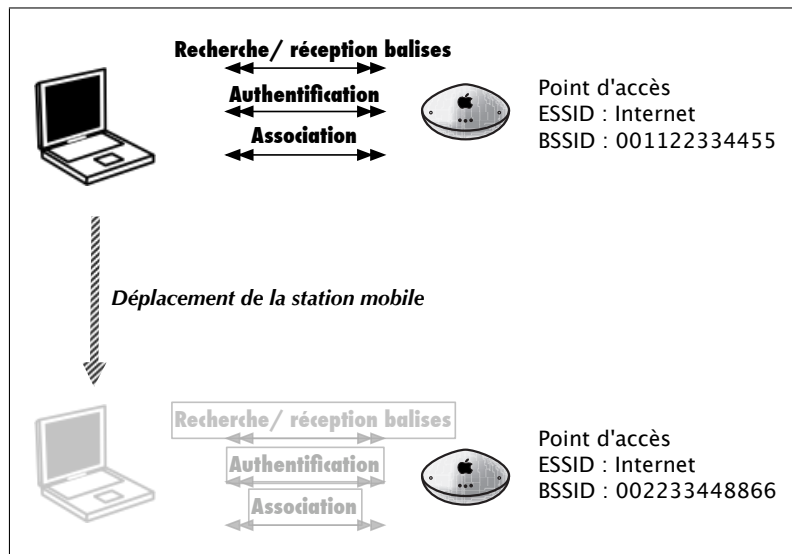 Recherche/ réception balises
Authentification
Association
Point d'accès
ESSID : Internet
BSSID : 001122334455
Déplacement de la station mobile
Recherche/ réception balises
Authentification
Association
Point d'accès
ESSID : Internet
BSSID : 002233448866